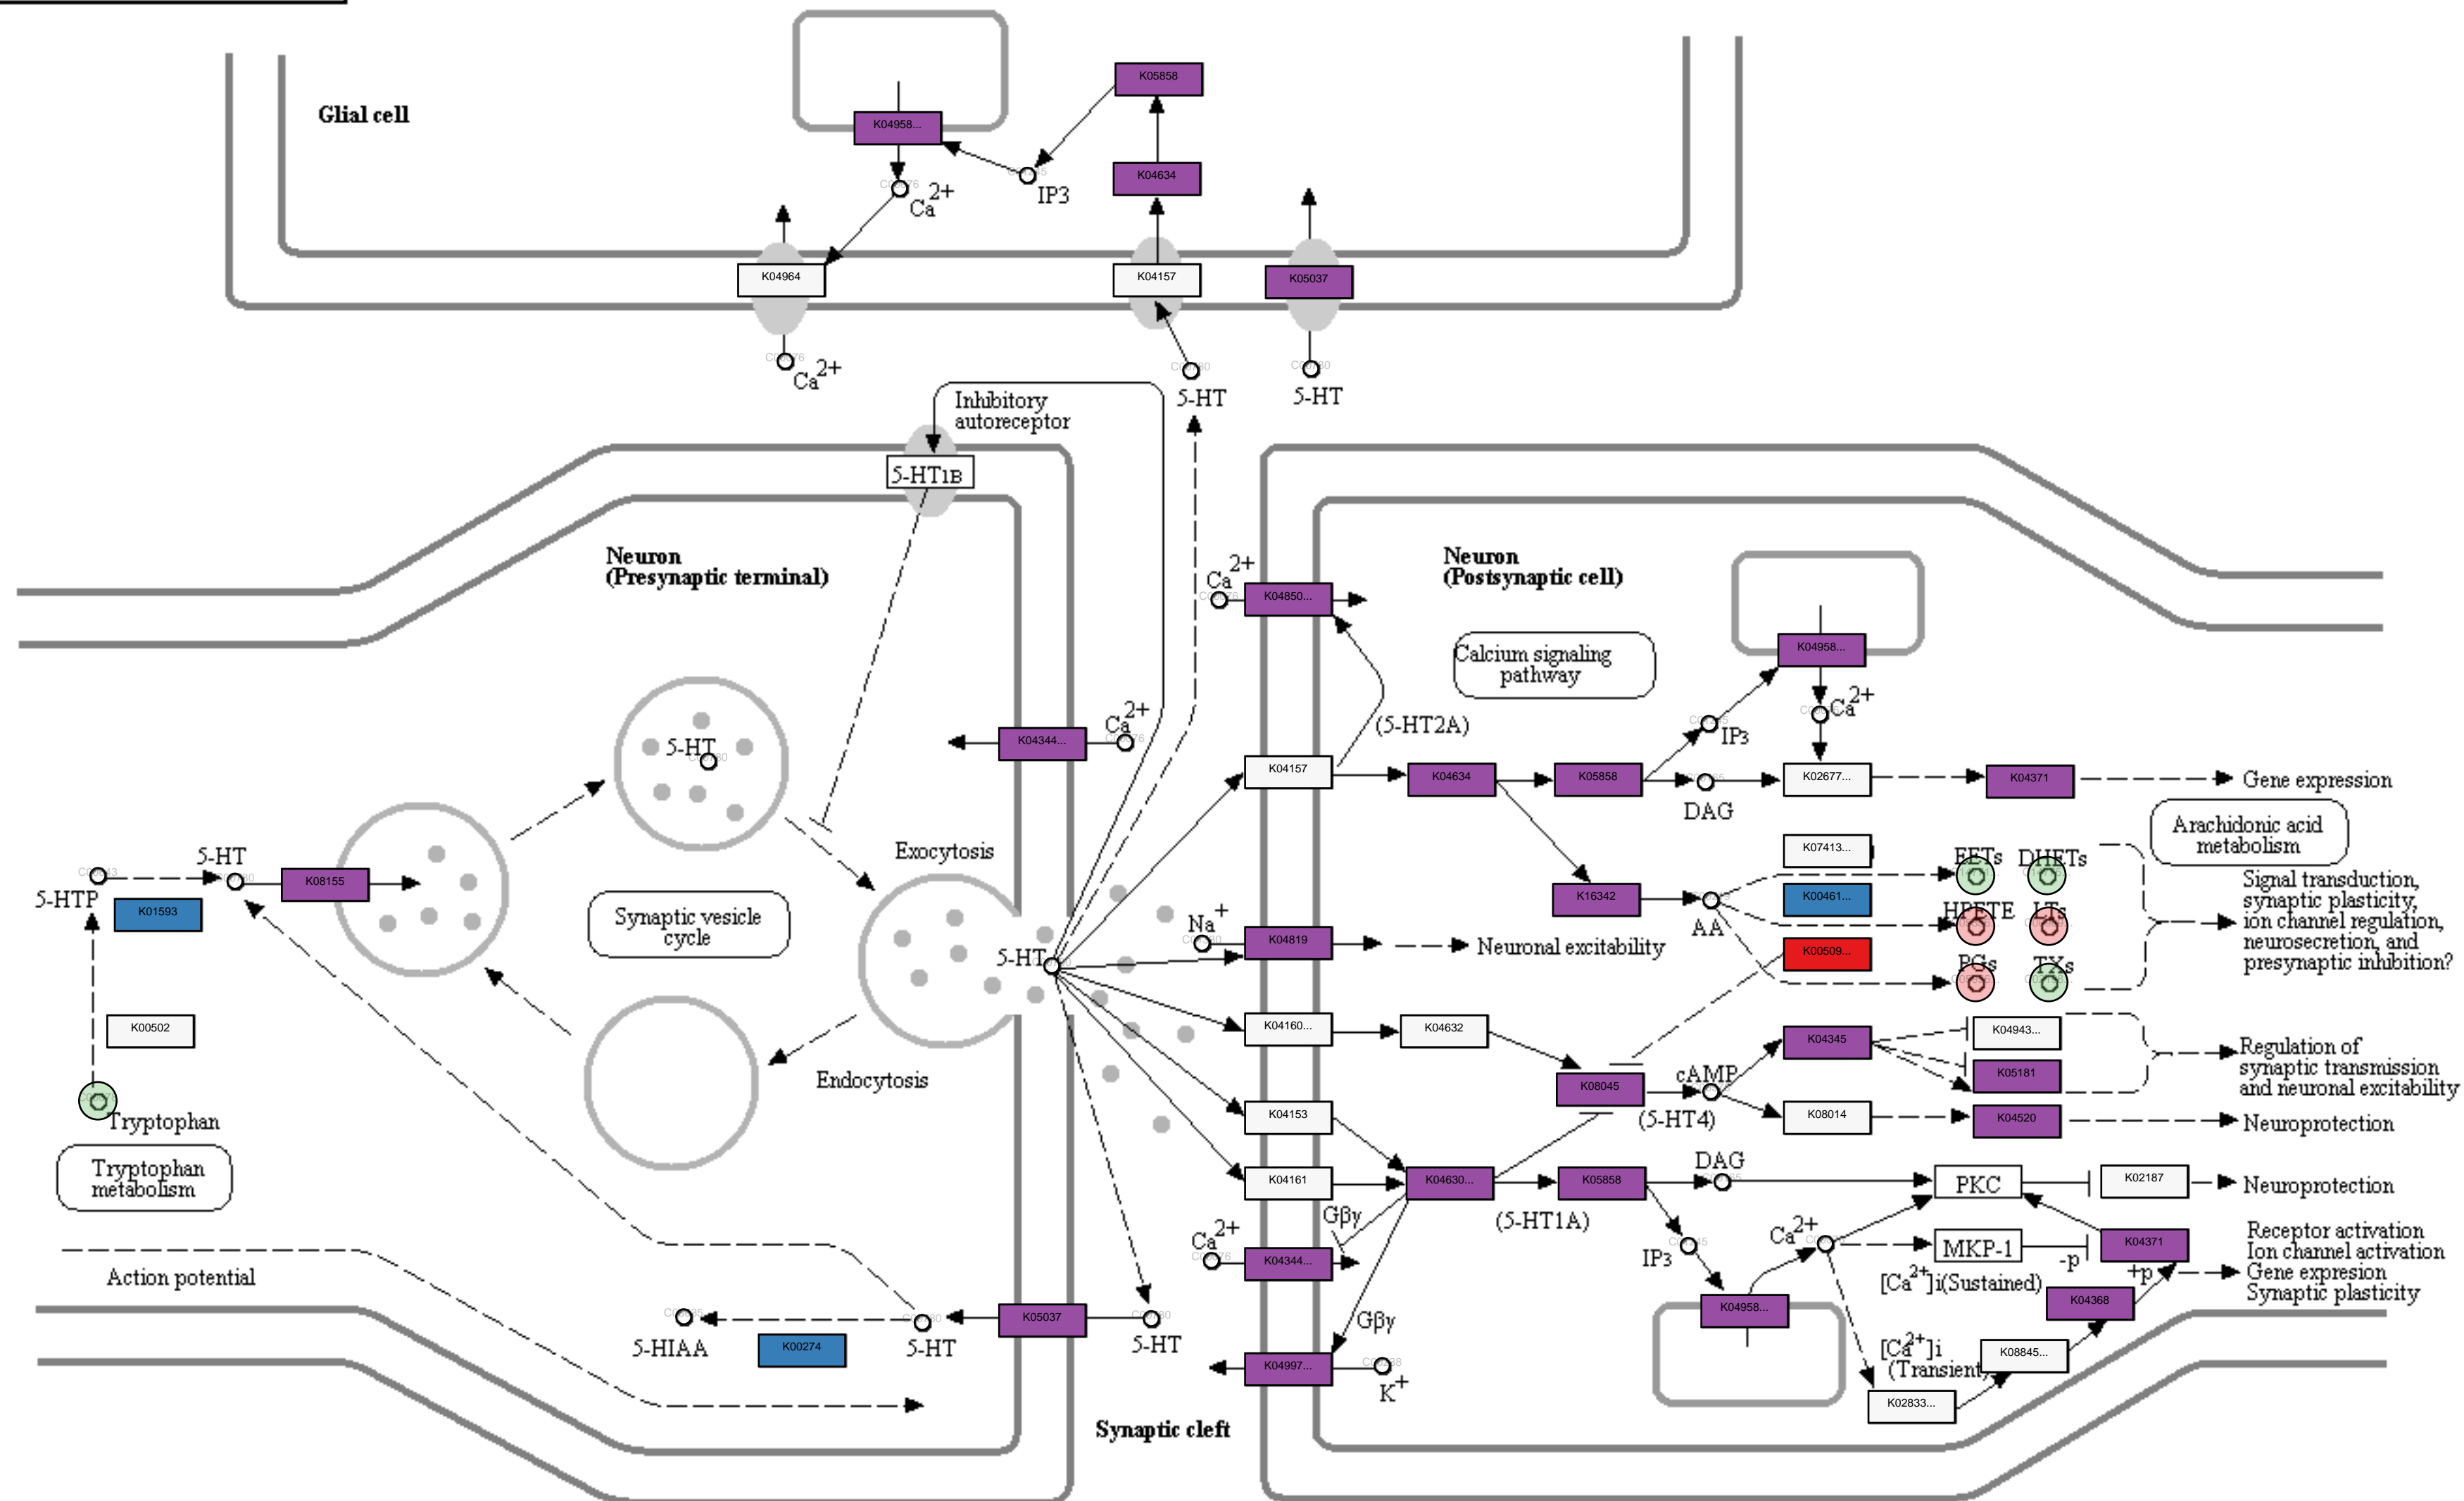 K05858
Glial cell
K04958...
K04634
IP3
Ca2+
K04964
K04157
K05037
Ca2+
5-HT
5-HT
Inhibitory
autoreceptor
5-HT1B
Neuron
(Presynaptic terminal)
Neuron
(Postsynaptic cell)
Ca2+
K04850...
Calcium signaling
pathway
K04958...
Ca2+
IP3
(5-HT2A)
Ca2+
K04344...
5-HT
K04157
K04634
K05858
DAG
K02677...
K04371
Gene expression
Arachidonic acid
metabolism
K07413...
EETs
DHETs
Exocytosis
5-HT
5-HTP
K08155
K01593
Synaptic vesicle
cycle
K16342
AA
K00461...
HPETE
LTs
Signal transduction,
synaptic plasticity,
ion channel regulation,
neurosecretion, and
presynaptic inhibition?
Na+
K04819
Neuronal excitability
K00509...
PGs
TXs
5-HT
K00502
K04160...
K04632
K04345
K04943...
K05181
Regulation of
synaptic transmission
and neuronal excitability
Endocytosis
K08045
cAMP
(5-HT4)
K08014
K04520
Neuroprotection
Tryptophan
Tryptophan
metabolism
K04153
K04161
K04630...
K05858
(5-HT1A)
DAG
PKC
K02187
Neuroprotection
Gβγ
Ca2+
K04344...
IP3
Ca2+
MKP-1
-p
K04371
+p
Receptor activation
Ion channel activation
Gene expresion
Synaptic plasticity
[Ca2+]i(Sustained)
K04368
Action potential
5-HIAA
K00274
5-HT
K05037
5-HT
Gβγ
K04958...
[Ca2+]i
(Transient)
K08845...
K04997...
K+
K02833...
Synaptic cleft